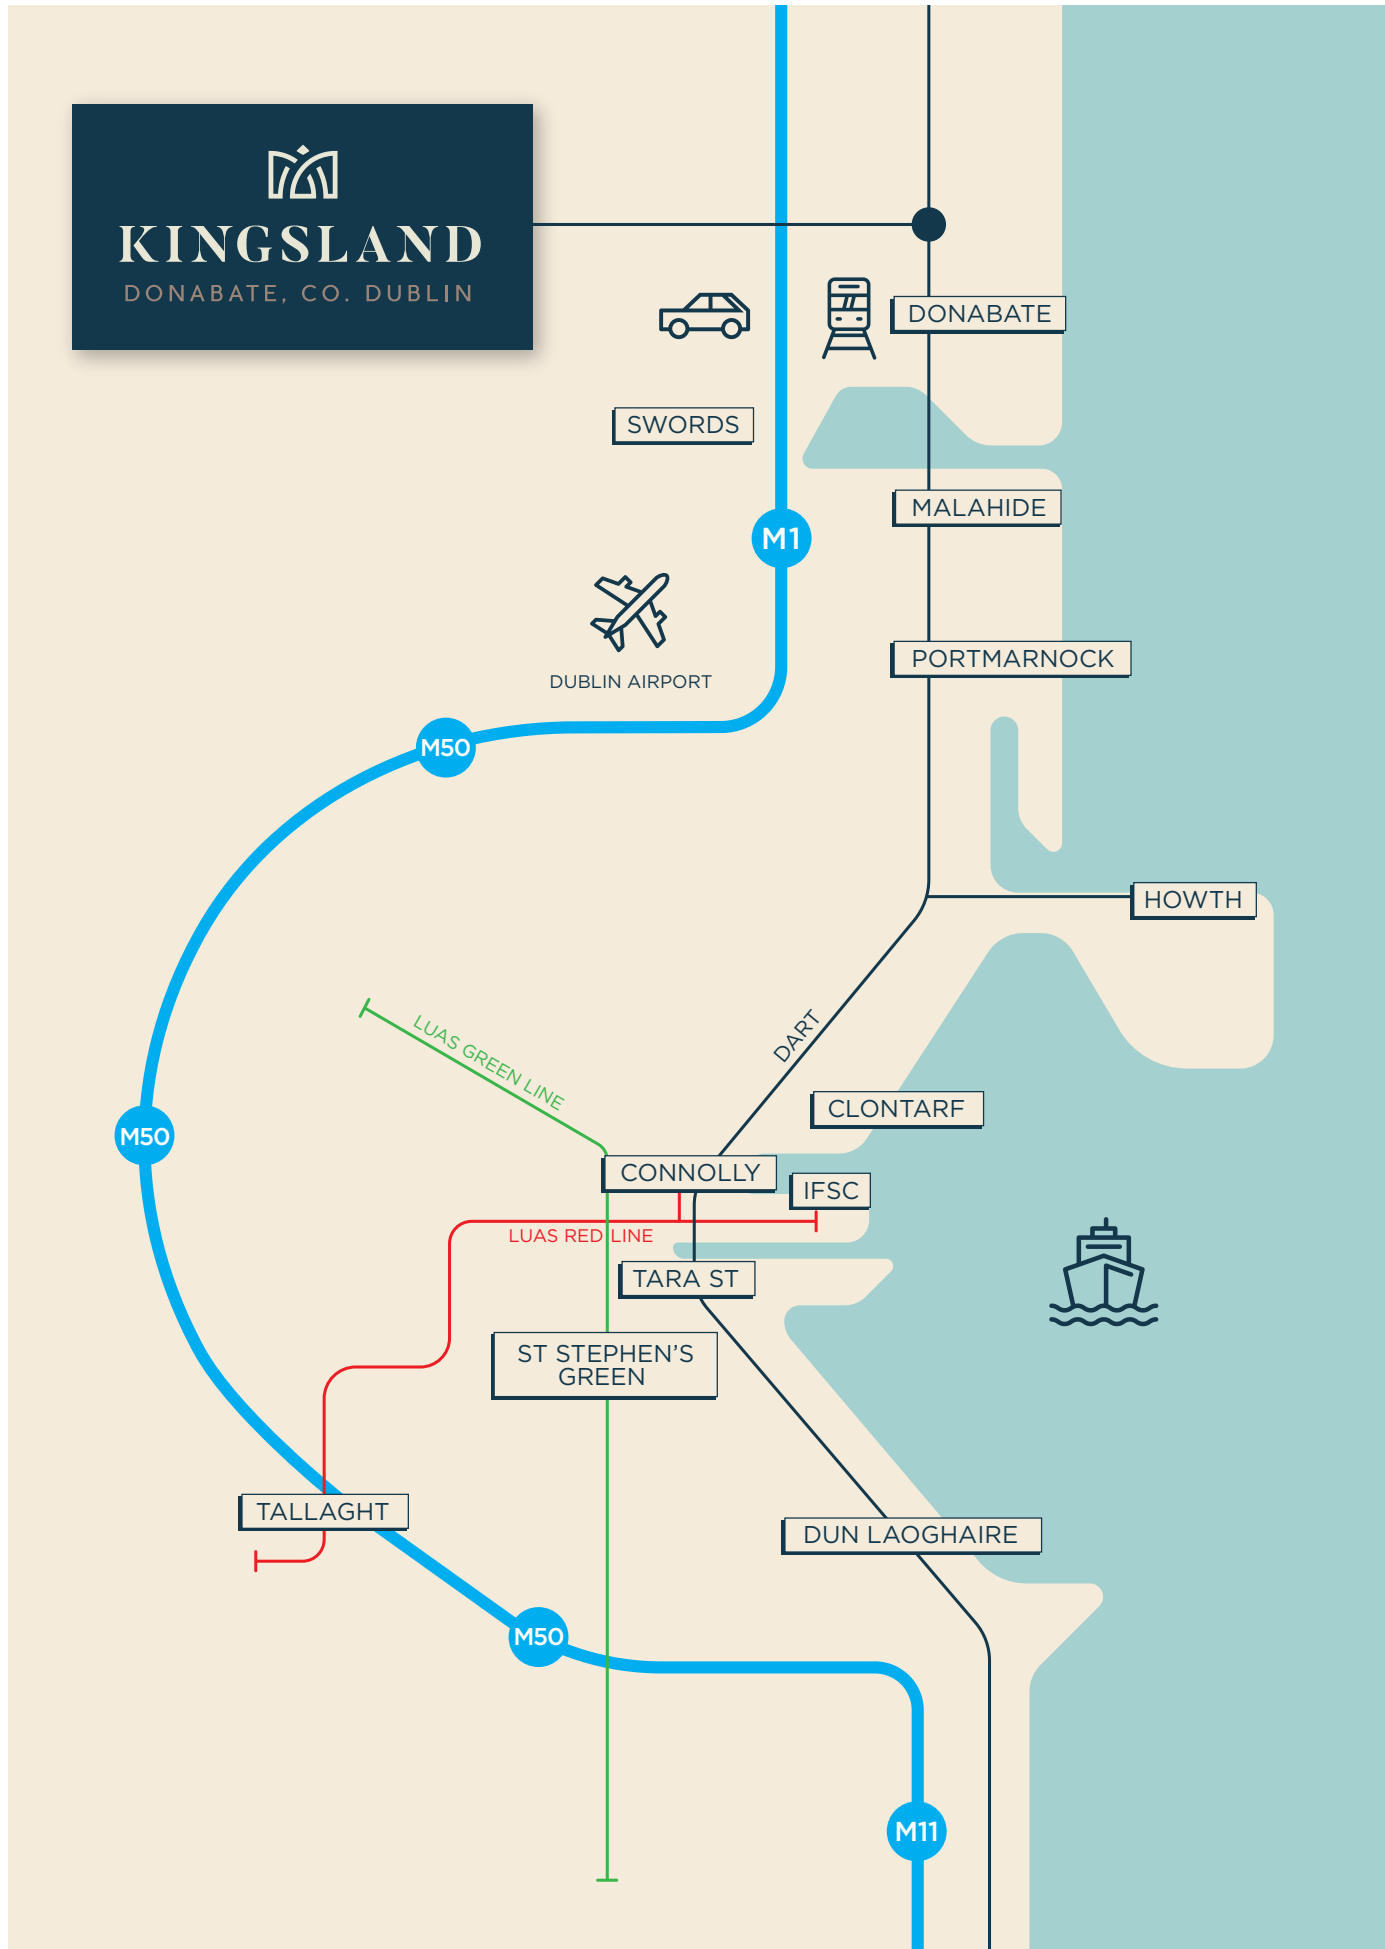 KINGSLAND
DONABATE, CO. DUBLIN
DONABATE
SWORDS
MALAHIDE
M1
DUBLIN AIRPORT
PORTMARNOCK
M50
HOWTH
DART
LUAS GREEN LINE
CLONTARF
M50
CONNOLLY
IFSC
LUAS RED LINE
TARA ST
ST STEPHEN'S
GREEN
TALLAGHT
DUN LAOGHAIRE
M50
M11